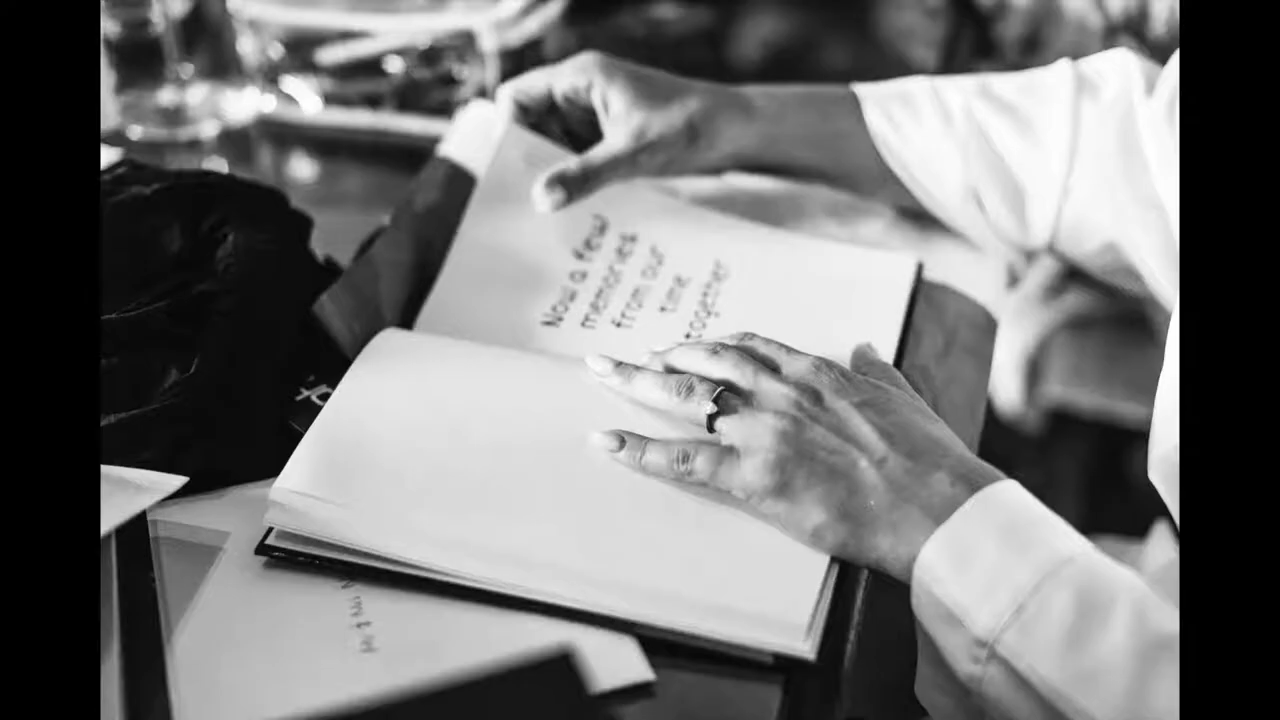 Now a few
memories
from our
time
together